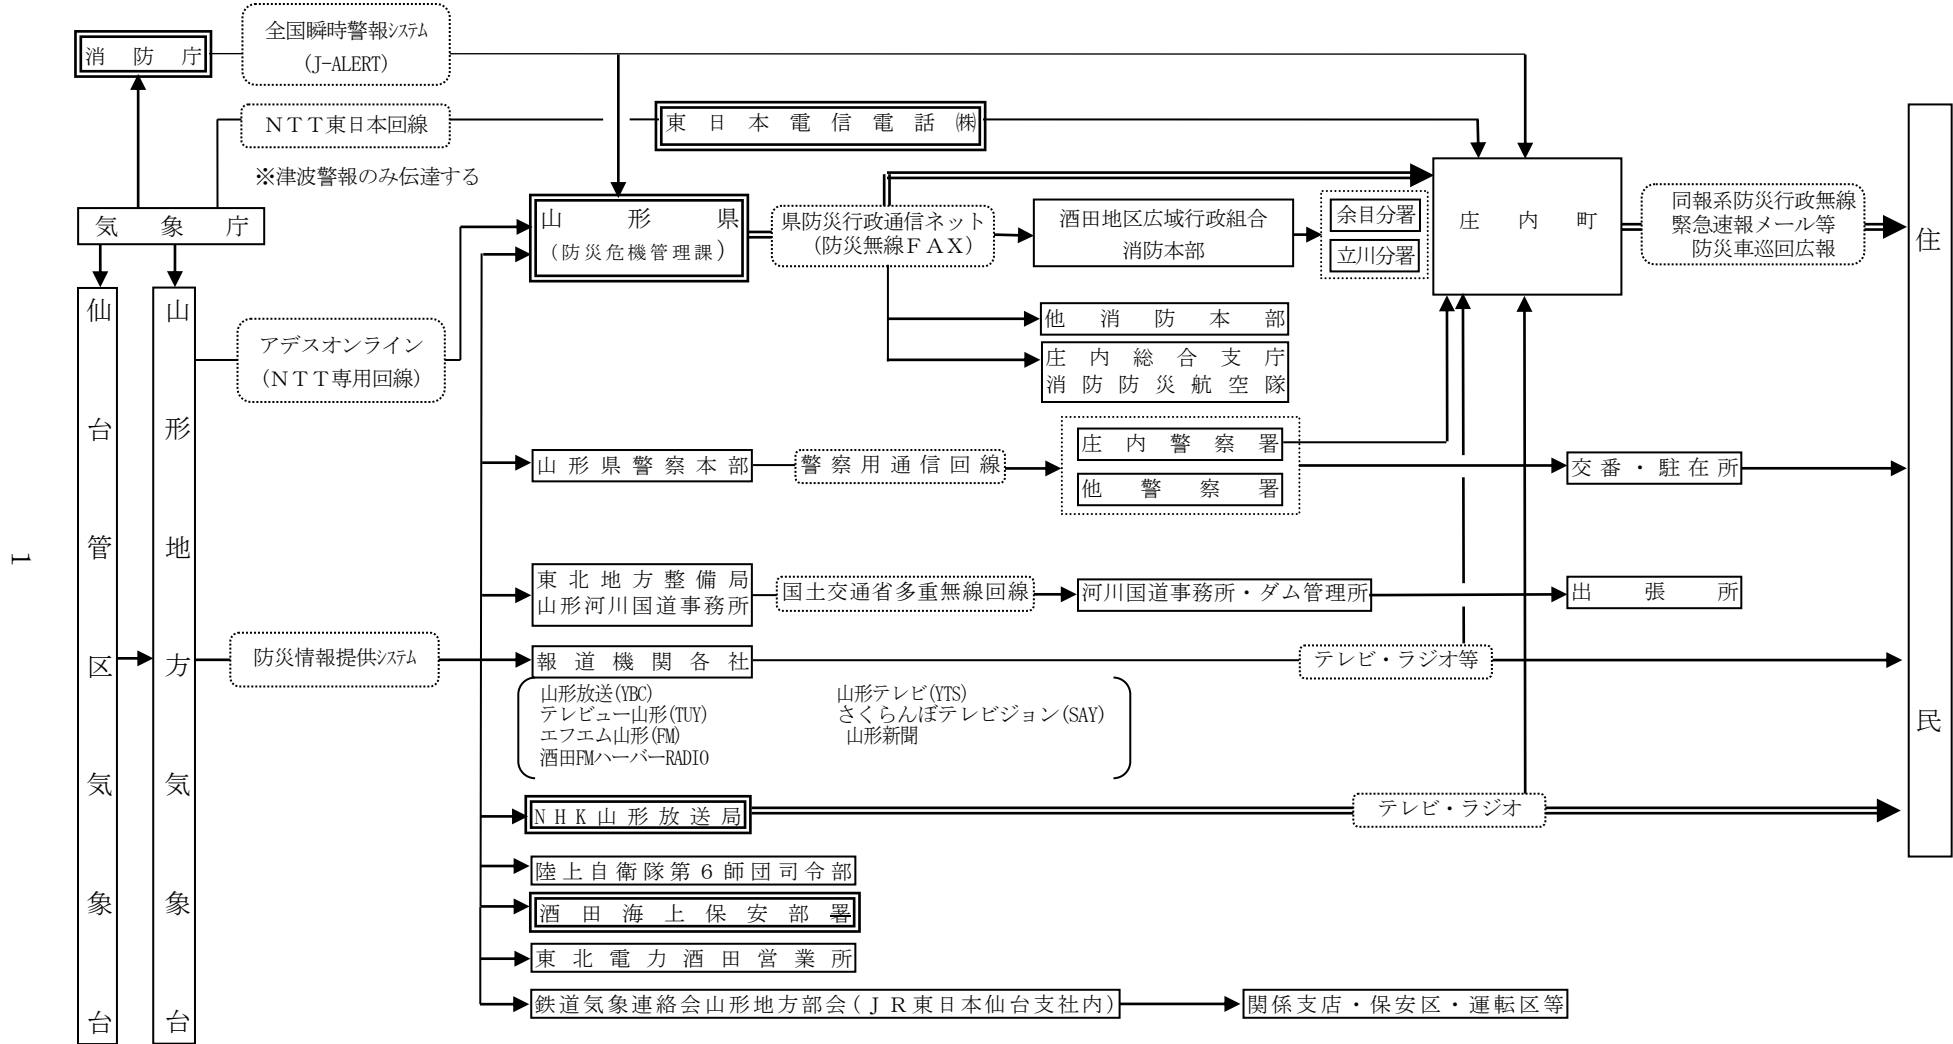 全国瞬時警報システム
(J-ALERT)
消防庁
NTT東日本回線
東日本電信電話㈱
※津波警報のみ伝達する
気象庁
山形県
(防災危機管理課)
県防災行政通信ネット
(防災無線FAX)
酒田地区広域行政組合
消防本部
余目分署
立川分署
庄内町
同報系防災行政無線
緊急速報メール等
防災車巡回広報
住民
仙台管区気象台
山形地方気象台
アデスオンライン
(NTT専用回線)
他消防本部
庄内総合支庁
消防防災航空隊
山形県警察本部
警察用通信回線
庄内警察署
他警察署
交番・駐在所
東北地方整備局
山形河川国道事務所
国土交通省多重無線回線
河川国道事務所・ダム管理所
出張所
防災情報提供システム
報道機関各社
テレビ・ラジオ等
山形放送(YBC)
山形テレビ(YTS)
テレビュー山形(TUY)
さくらんぼテレビジョン(SAY)
エフエム山形(FM)
山形新聞
酒田FMハーバーRADIO
NHK山形放送局
テレビ・ラジオ
陸上自衛隊第6師団司令部
酒田海上保安部署
東北電力酒田営業所
鉄道気象連絡会山形地方部会(JR東日本仙台支社内)
関係支店・保安区・運転区等
1